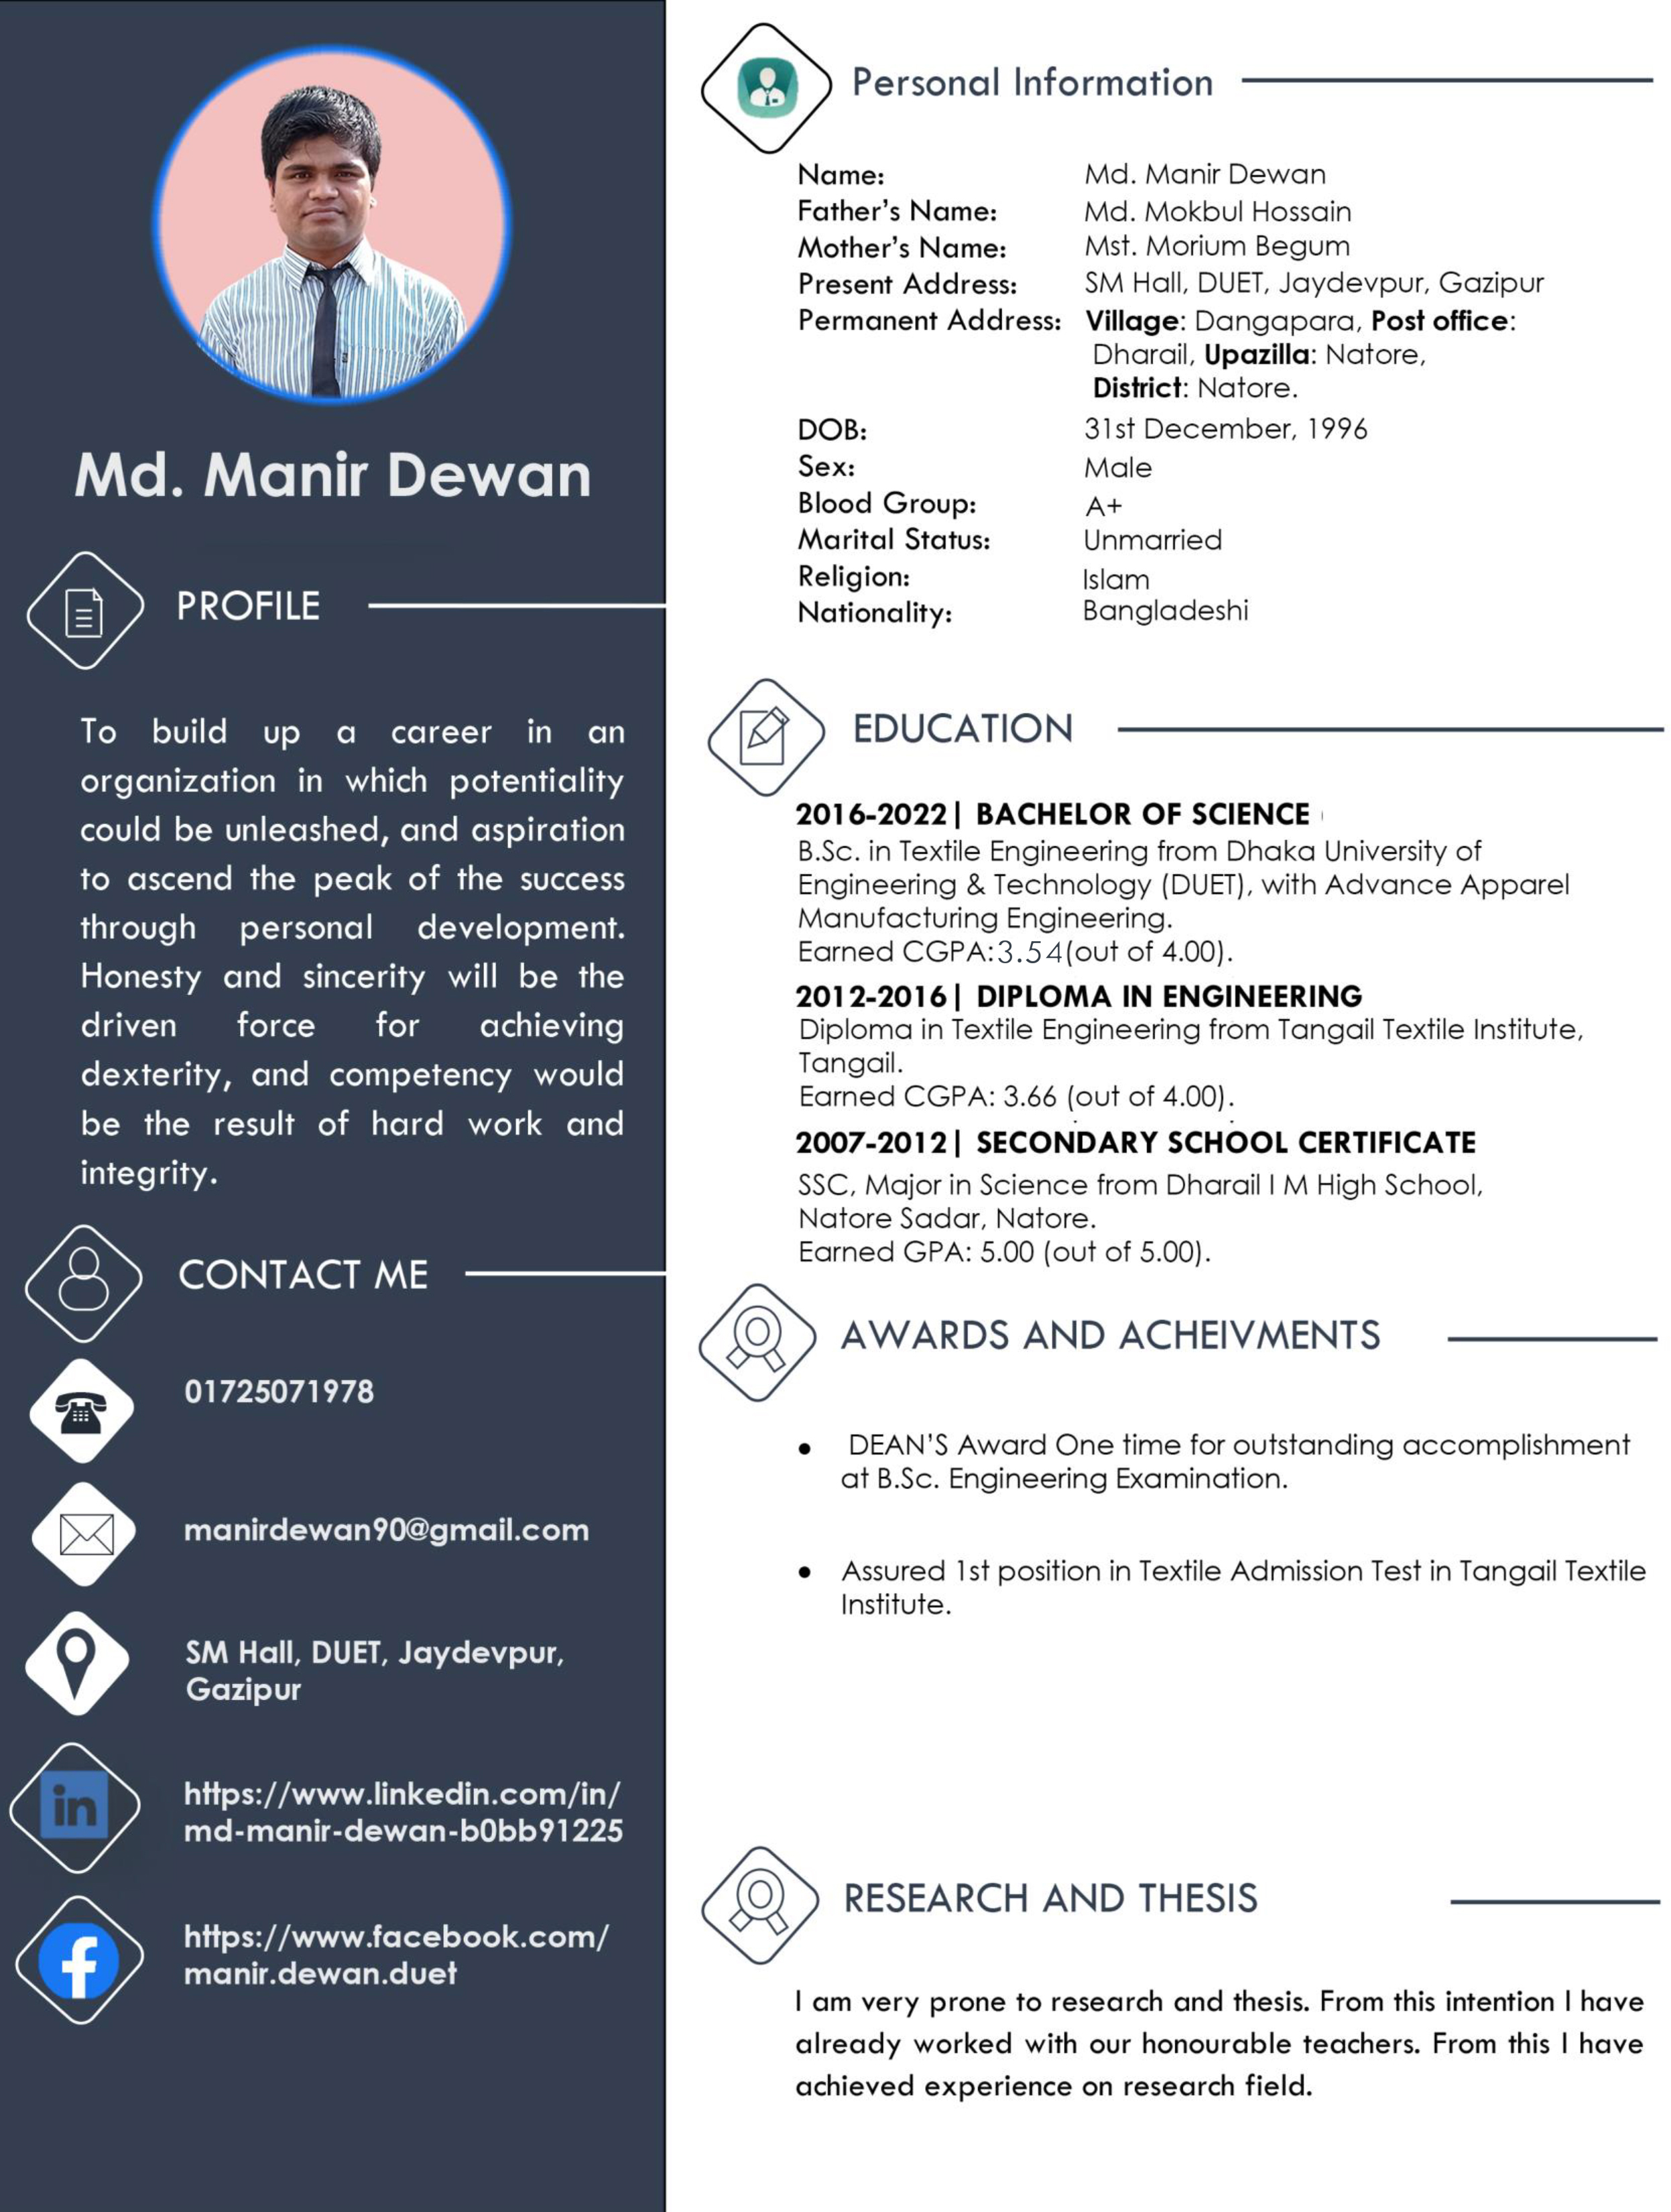 Md. Manir Dewan
PROFILE
To build up a career in an
organization in which potentiality
could be unleashed, and aspiration
to ascend the peak of the success
through personal development.
Honesty and sincerity will be the
driven force for achieving
dexterity, and competency would
be the result of hard work and
integrity.
CONTACT ME
01725071978
manirdewan90@gmail.com
SM Hall, DUET, Jaydevpur,
Gazipur
in
https://www.linkedin.com/in/
md-manir-dewan-b0bb91225
f
https://www.facebook.com/
manir.dewan.duet
Personal Information
Name: Md. Manir Dewan
Father's Name: Md. Mokbul Hossain
Mother's Name: Mst. Morium Begum
Present Address: SM Hall, DUET, Jaydevpur, Gazipur
Permanent Address: Village: Dangapara, Post office:
Dharail, Upazilla: Natore,
District: Natore.
DOB: 31st December, 1996
Sex: Male
Blood Group: A+
Marital Status: Unmarried
Religion: Islam
Nationality: Bangladeshi
EDUCATION
2016-2022| BACHELOR OF SCIENCE
B.Sc. in Textile Engineering from Dhaka University of
Engineering & Technology (DUET), with Advance Apparel
Manufacturing Engineering.
Earned CGPA:3.54(out of 4.00).
2012-2016| DIPLOMA IN ENGINEERING
Diploma in Textile Engineering from Tangail Textile Institute,
Tangail.
Earned CGPA: 3.66 (out of 4.00).
2007-2012| SECONDARY SCHOOL CERTIFICATE
SSC, Major in Science from Dharail I M High School,
Natore Sadar, Natore.
Earned GPA: 5.00 (out of 5.00).
AWARDS AND ACHEIVMENTS
• DEAN'S Award One time for outstanding accomplishment
at B.Sc. Engineering Examination.
• Assured 1st position in Textile Admission Test in Tangail Textile
Institute.
RESEARCH AND THESIS
I am very prone to research and thesis. From this intention I have
already worked with our honourable teachers. From this I have
achieved experience on research field.